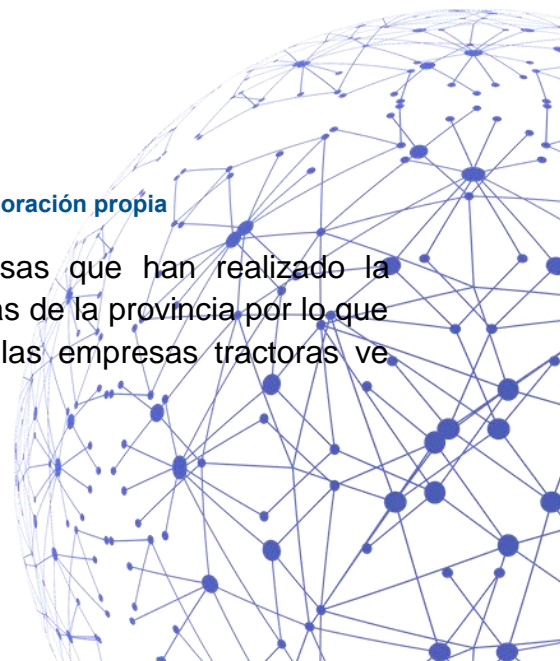 oración propia
sas que han realizado la
as de la provincia por lo que
las empresas tractoras ve